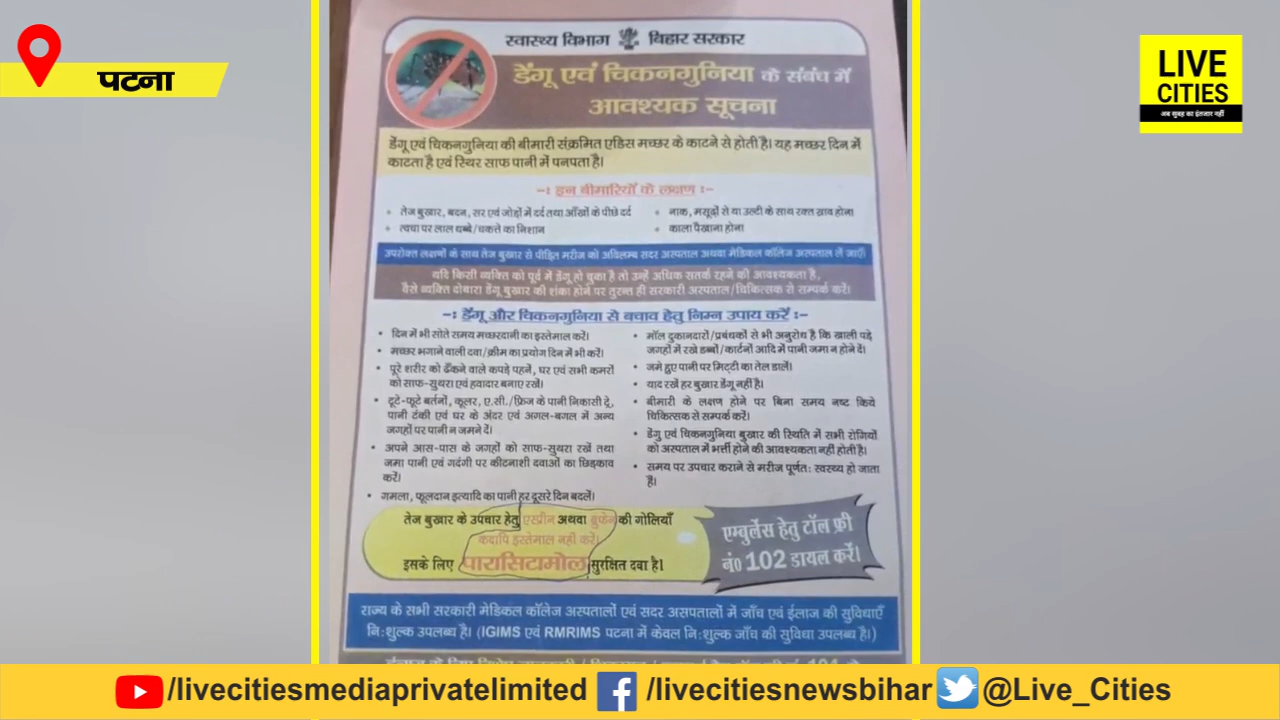 पटना
LIVE
CITIES
अब सुबह का इंतजार नहीं
स्वास्थ्य विभाग बिहार सरकार
डेंगू एवं चिकनगुनिया के संबंध में
आवश्यक सूचना
डेंगू एवं चिकनगुनिया की बीमारी संक्रमित एडिस मच्छर के काटने से होती है। यह मच्छर दिन में
काटता है एवं स्थिर साफ पानी में पनपता है।
-: इन बीमारियों के लक्षण :-
• तेज बुखार, बदन, सर एवं जोड़ों में दर्द तथा आँखों के पीछे दर्द
• त्वचा पर लाल धब्बे/चकत्ते का निशान
• नाक, मसूढ़ों से या उल्टी के साथ रक्त स्राव होना
• काला पैखाना होना
उपरोक्त लक्षणों के साथ तेज बुखार से पीड़ित मरीज को अविलम्ब सदर अस्पताल अथवा मेडिकल कॉलेज अस्पताल ले जाएँ।
यदि किसी व्यक्ति को पूर्व में डेंगू हो चुका है तो उन्हें अधिक सतर्क रहने की आवश्यकता है,
वैसे व्यक्ति दोबारा डेंगू बुखार की शंका होने पर तुरन्त ही सरकारी अस्पताल/चिकित्सक से सम्पर्क करें।
-: डेंगू और चिकनगुनिया से बचाव हेतु निम्न उपाय करें :-
• दिन में भी सोते समय मच्छरदानी का इस्तेमाल करें।
• मच्छर भगाने वाली दवा/क्रीम का प्रयोग दिन में भी करें।
• पूरे शरीर को ढँकने वाले कपड़े पहनें, घर एवं सभी कमरों
को साफ-सुथरा एवं हवादार बनाए रखें।
• टूटे-फूटे बर्तनों, कूलर, ए.सी./फ्रिज के पानी निकासी ट्रे,
पानी टंकी एवं घर के अंदर एवं अगल-बगल में अन्य
जगहों पर पानी न जमने दें।
• अपने आस-पास के जगहों को साफ-सुथरा रखें तथा
जमा पानी एवं गदंगी पर कीटनाशी दवाओं का छिड़काव
करें।
• गमला, फूलदान इत्यादि का पानी हर दूसरे दिन बदलें।
• मॉल दुकानदारों/प्रबंधकों से भी अनुरोध है कि खाली पड़े
जगहों में रखे डब्बों/कार्टनों आदि में पानी जमा न होने दें।
• जमे हुए पानी पर मिट्टी का तेल डालें।
• याद रखें हर बुखार डेंगू नहीं है।
• बीमारी के लक्षण होने पर बिना समय नष्ट किये
चिकित्सक से सम्पर्क करें।
• डेंगु एवं चिकनगुनिया बुखार की स्थिति में सभी रोगियों
को अस्पताल में भर्ती होने की आवश्यकता नहीं होती है।
• समय पर उपचार कराने से मरीज पूर्णत: स्वस्थ्य हो जाता
है।
तेज बुखार के उपचार हेतु एस्प्रीन अथवा ब्रुफेन की गोलियाँ
कदापि इस्तेमाल नहीं करें।
इसके लिए पारासिटामोल सुरक्षित दवा है।
एम्बुर्लेस हेतु टॉल फ्री
नं० 102 डायल करें।
राज्य के सभी सरकारी मेडिकल कॉलेज अस्पतालों एवं सदर असपतालों में जाँच एवं ईलाज की सुविधाएँ
नि:शुल्क उपलब्ध है। (IGIMS एवं RMRIMS पटना में केवल नि:शुल्क जाँच की सुविधा उपलब्ध है।)
/livecitiesmediaprivatelimited /livecitiesnewsbihar @Live_Cities